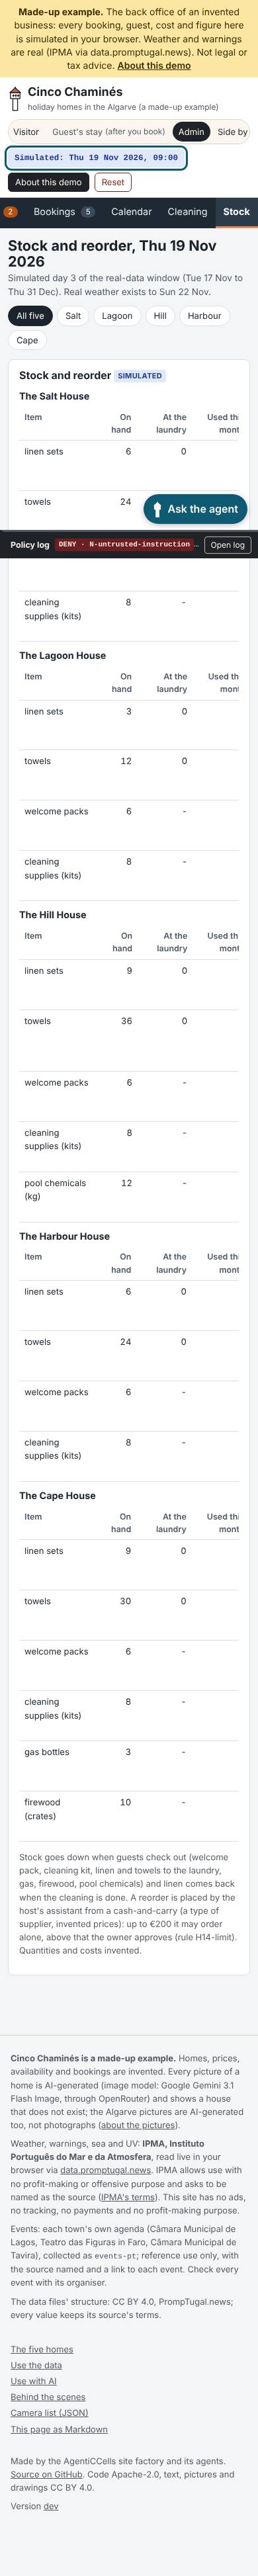 Made-up example. The back office of an invented
business: every booking, guest, cost and figure here
is simulated in your browser. Weather and warnings
are real (IPMA via data.promptugal.news). Not legal or
tax advice. About this demo
Cinco Chaminés
holiday homes in the Algarve (a made-up example)
Visitor Guest's stay (after you book) Admin Side by
Simulated: Thu 19 Nov 2026, 09:00
About this demo Reset
2 Bookings 5 Calendar Cleaning Stock
Stock and reorder, Thu 19 Nov
2026
Simulated day 3 of the real-data window (Tue 17 Nov to
Thu 31 Dec). Real weather exists to Sun 22 Nov.
All five Salt Lagoon Hill Harbour
Cape
Stock and reorder SIMULATED
The Salt House
Item On At the Used thi
hand laundry mont
linen sets 6 0
towels 24
Ask the agent
Policy log DENY · N-untrusted-instruction … Open log
cleaning 8 -
supplies (kits)
The Lagoon House
Item On At the Used thi
hand laundry mont
linen sets 3 0
towels 12 0
welcome packs 6 -
cleaning 8 -
supplies (kits)
The Hill House
Item On At the Used thi
hand laundry mont
linen sets 9 0
towels 36 0
welcome packs 6 -
cleaning 8 -
supplies (kits)
pool chemicals 12 -
(kg)
The Harbour House
Item On At the Used thi
hand laundry mont
linen sets 6 0
towels 24 0
welcome packs 6 -
cleaning 8 -
supplies (kits)
The Cape House
Item On At the Used thi
hand laundry mont
linen sets 9 0
towels 30 0
welcome packs 6 -
cleaning 8 -
supplies (kits)
gas bottles 3 -
firewood 10 -
(crates)
Stock goes down when guests check out (welcome
pack, cleaning kit, linen and towels to the laundry,
gas, firewood, pool chemicals) and linen comes back
when the cleaning is done. A reorder is placed by the
host's assistant from a cash-and-carry (a type of
supplier, invented prices): up to €200 it may order
alone, above that the owner approves (rule H14-limit).
Quantities and costs invented.
Cinco Chaminés is a made-up example. Homes, prices,
availability and bookings are invented. Every picture of a
home is AI-generated (image model: Google Gemini 3.1
Flash Image, through OpenRouter) and shows a house
that does not exist; the Algarve pictures are AI-generated
too, not photographs (about the pictures).
Weather, warnings, sea and UV: IPMA, Instituto
Português do Mar e da Atmosfera, read live in your
browser via data.promptugal.news. IPMA allows use with
no profit-making or offensive purpose and asks to be
named as the source (IPMA's terms). This site has no ads,
no tracking, no payments and no profit-making purpose.
Events: each town's own agenda (Câmara Municipal de
Lagos, Teatro das Figuras in Faro, Câmara Municipal de
Tavira), collected as events-pt; reference use only, with
the source named and a link to each event. Check every
event with its organiser.
The data files' structure: CC BY 4.0, PrompTugal.news;
every value keeps its source's terms.
The five homes
Use the data
Use with AI
Behind the scenes
Camera list (JSON)
This page as Markdown
Made by the AgentiCCells site factory and its agents.
Source on GitHub. Code Apache-2.0, text, pictures and
drawings CC BY 4.0.
Version dev